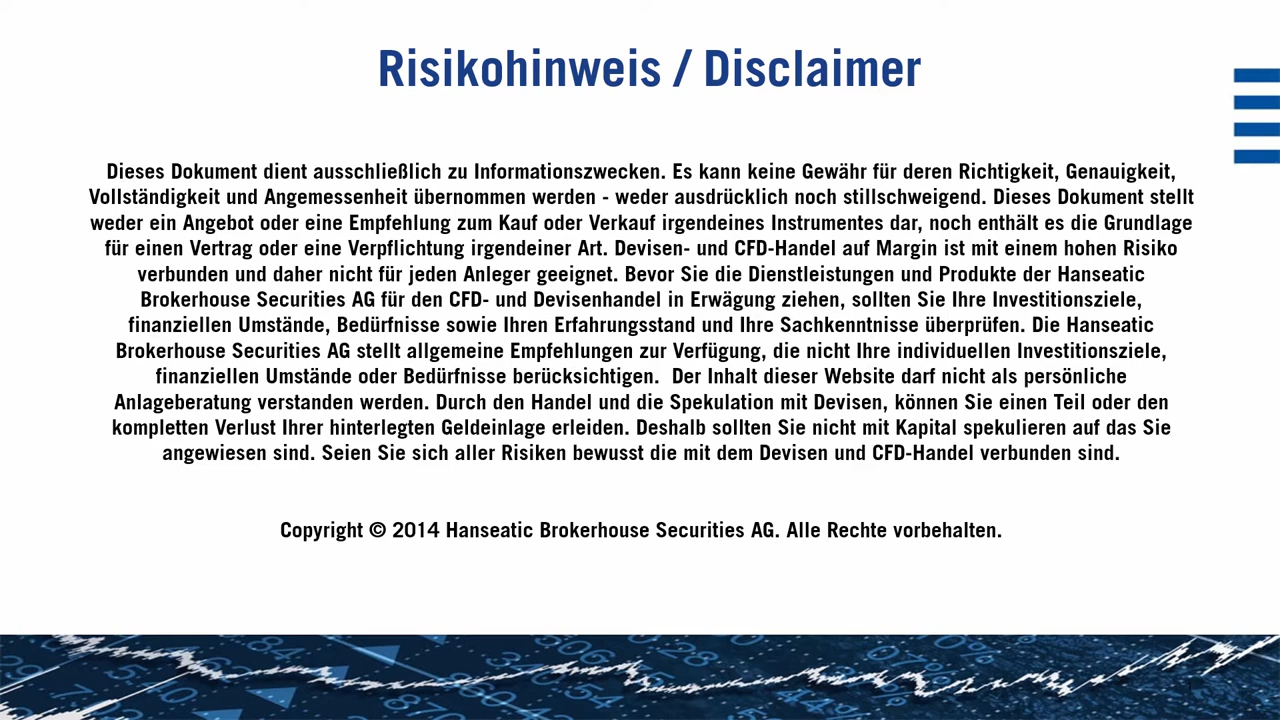 Risikohinweis / Disclaimer
Dieses Dokument dient ausschließlich zu Informationszwecken. Es kann keine Gewähr für deren Richtigkeit, Genauigkeit,
Vollständigkeit und Angemessenheit übernommen werden - weder ausdrücklich noch stillschweigend. Dieses Dokument stellt
weder ein Angebot oder eine Empfehlung zum Kauf oder Verkauf irgendeines Instrumentes dar, noch enthält es die Grundlage
für einen Vertrag oder eine Verpflichtung irgendeiner Art. Devisen- und CFD-Handel auf Margin ist mit einem hohen Risiko
verbunden und daher nicht für jeden Anleger geeignet. Bevor Sie die Dienstleistungen und Produkte der Hanseatic
Brokerhouse Securities AG für den CFD- und Devisenhandel in Erwägung ziehen, sollten Sie Ihre Investitionsziele,
finanziellen Umstände, Bedürfnisse sowie Ihren Erfahrungsstand und Ihre Sachkenntnisse überprüfen. Die Hanseatic
Brokerhouse Securities AG stellt allgemeine Empfehlungen zur Verfügung, die nicht Ihre individuellen Investitionsziele,
finanziellen Umstände oder Bedürfnisse berücksichtigen.  Der Inhalt dieser Website darf nicht als persönliche
Anlageberatung verstanden werden. Durch den Handel und die Spekulation mit Devisen, können Sie einen Teil oder den
kompletten Verlust Ihrer hinterlegten Geldeinlage erleiden. Deshalb sollten Sie nicht mit Kapital spekulieren auf das Sie
angewiesen sind. Seien Sie sich aller Risiken bewusst die mit dem Devisen und CFD-Handel verbunden sind.
Copyright © 2014 Hanseatic Brokerhouse Securities AG. Alle Rechte vorbehalten.